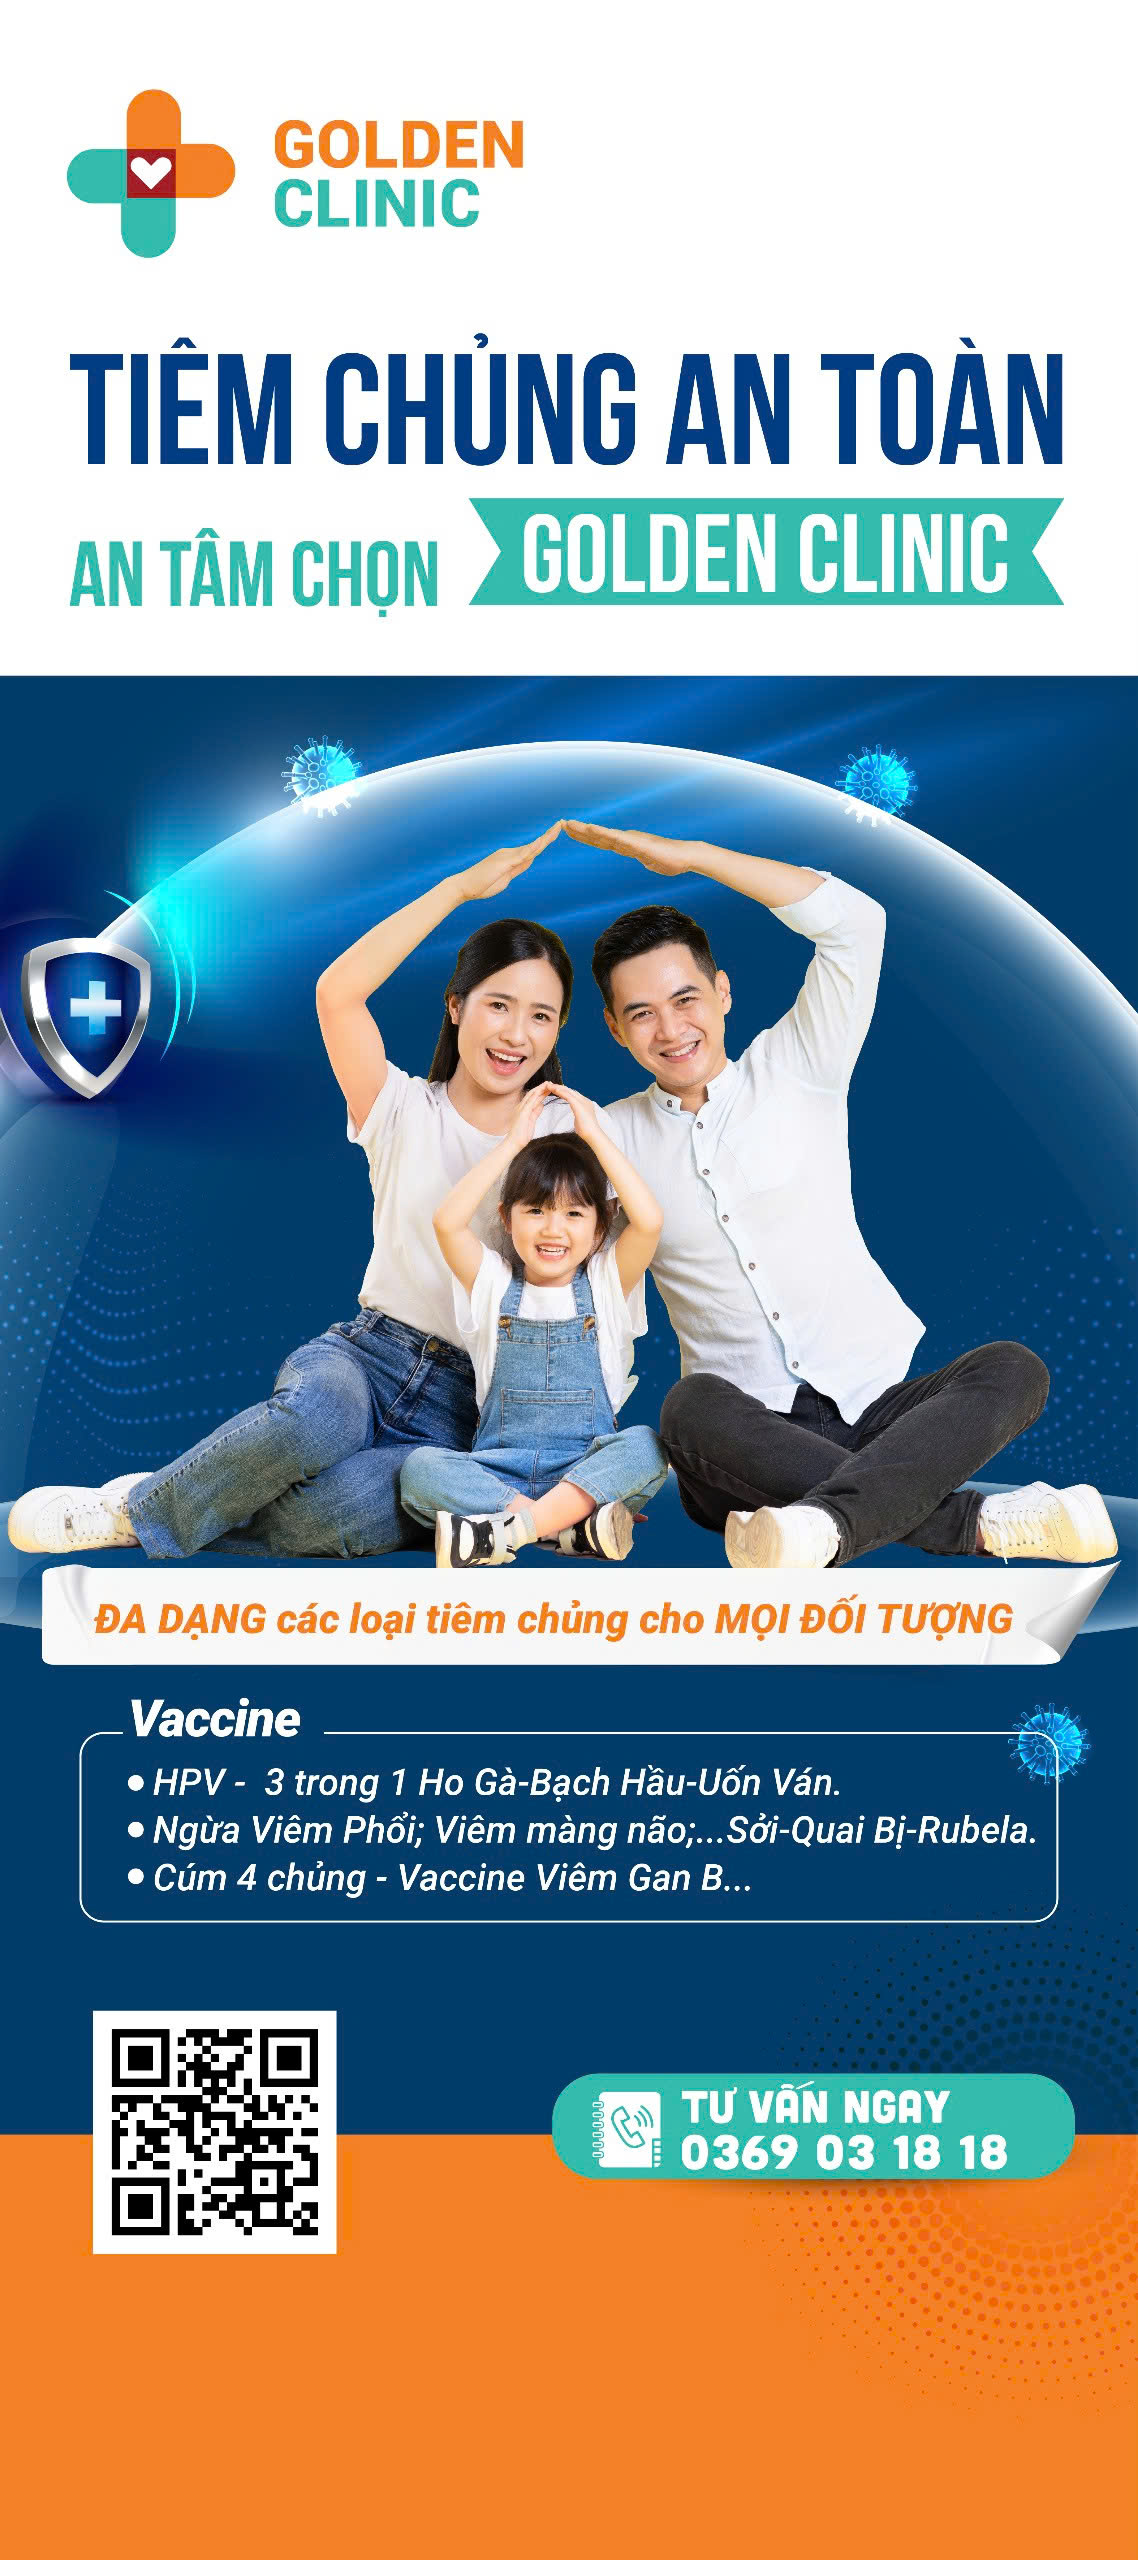 GOLDEN
CLINIC
TIÊM CHỦNG AN TOÀN
AN TÂM CHỌN GOLDEN CLINIC
ĐA DẠNG các loại tiêm chủng cho MỌI ĐỐI TƯỢNG
Vaccine
• HPV - 3 trong 1 Ho Gà-Bạch Hầu-Uốn Ván.
• Ngừa Viêm Phổi; Viêm màng não;...Sởi-Quai Bị-Rubela.
• Cúm 4 chủng - Vaccine Viêm Gan B...
TƯ VẤN NGAY
0369 03 18 18